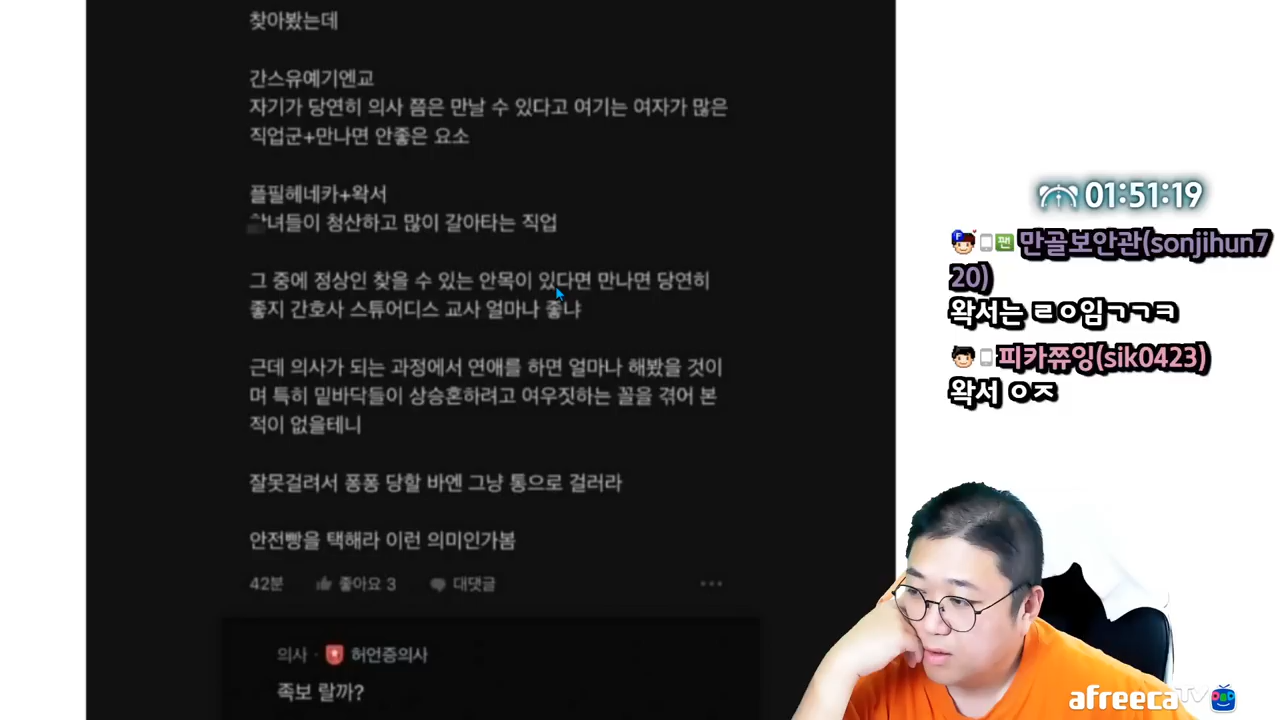 찾아봤는데
간스유예기엔교
자기가 당연히 의사 쯤은 만날 수 있다고 여기는 여자가 많은
직업군+만나면 안좋은 요소
플필헤네카+왁서
녀들이 청산하고 많이 갈아타는 직업
그 중에 정상인 찾을 수 있는 안목이 있다면 만나면 당연히
좋지 간호사 스튜어디스 교사 얼마나 좋냐
근데 의사가 되는 과정에서 연애를 하면 얼마나 해봤을 것이
며 특히 밑바닥들이 상승혼하려고 여우짓하는 꼴을 겪어 본
적이 없을테니
잘못걸려서 퐁퐁 당할 바엔 그냥 통으로 걸러라
안전빵을 택해라 이런 의미인가봄
42분 좋아요 3 대댓글
의사 · 허언증의사
족보 랄까?
01:51:19
F 팬 만골보안관(sonjihun7
20)
왁서는 ㄹㅇ임ㄱㄱㅋ
피카쮸잉(sik0423)
왁서 ㅇㅈ
afreecaTV